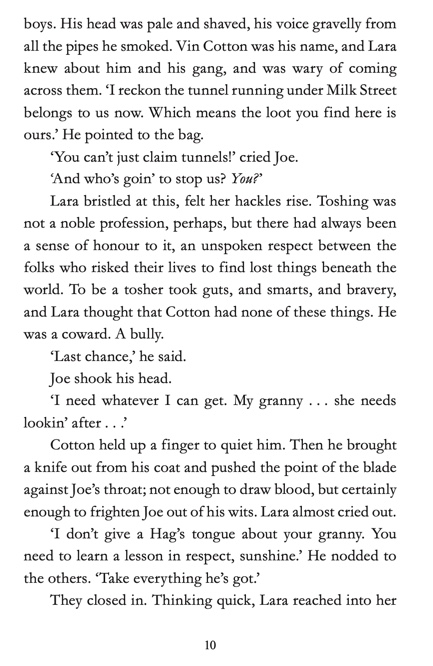 boys. His head was pale and shaved, his voice gravelly from
all the pipes he smoked. Vin Cotton was his name, and Lara
knew about him and his gang, and was wary of coming
across them. ‘I reckon the tunnel running under Milk Street
belongs to us now. Which means the loot you find here is
ours.’ He pointed to the bag.
‘You can’t just claim tunnels!’ cried Joe.
‘And who’s goin’ to stop us? You?’
Lara bristled at this, felt her hackles rise. Toshing was
not a noble profession, perhaps, but there had always been
a sense of honour to it, an unspoken respect between the
folks who risked their lives to find lost things beneath the
world. To be a tosher took guts, and smarts, and bravery,
and Lara thought that Cotton had none of these things. He
was a coward. A bully.
‘Last chance,’ he said.
Joe shook his head.
‘I need whatever I can get. My granny . . . she needs
lookin’ after . . .’
Cotton held up a finger to quiet him. Then he brought
a knife out from his coat and pushed the point of the blade
against Joe’s throat; not enough to draw blood, but certainly
enough to frighten Joe out of his wits. Lara almost cried out.
‘I don’t give a Hag’s tongue about your granny. You
need to learn a lesson in respect, sunshine.’ He nodded to
the others. ‘Take everything he’s got.’
They closed in. Thinking quick, Lara reached into her
10